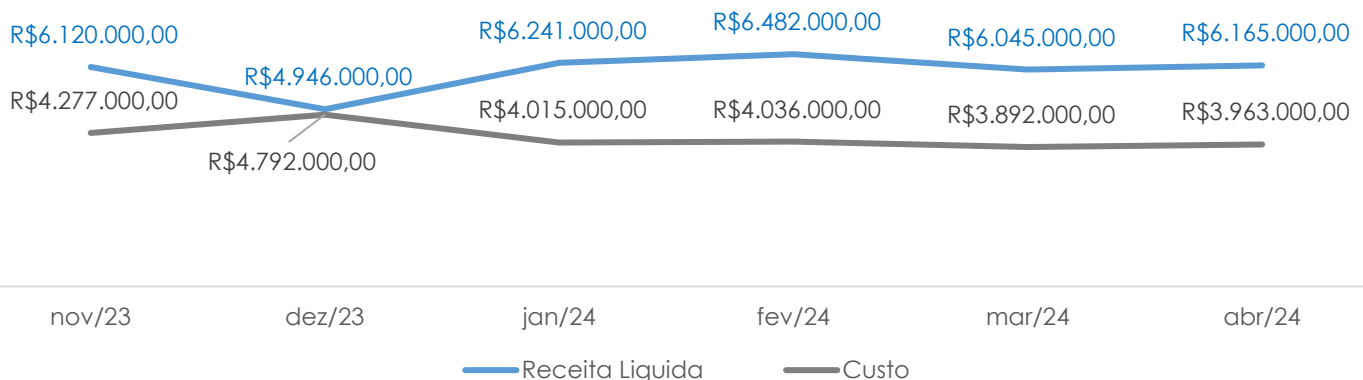 R$6.120.000,00
R$4.946.000,00
R$6.241.000,00
R$6.482.000,00
R$6.045.000,00
R$6.165.000,00
R$4.277.000,00
R$4.792.000,00
R$4.015.000,00
R$4.036.000,00
R$3.892.000,00
R$3.963.000,00
nov/23 dez/23 jan/24 fev/24 mar/24 abr/24
Receita Liquida Custo